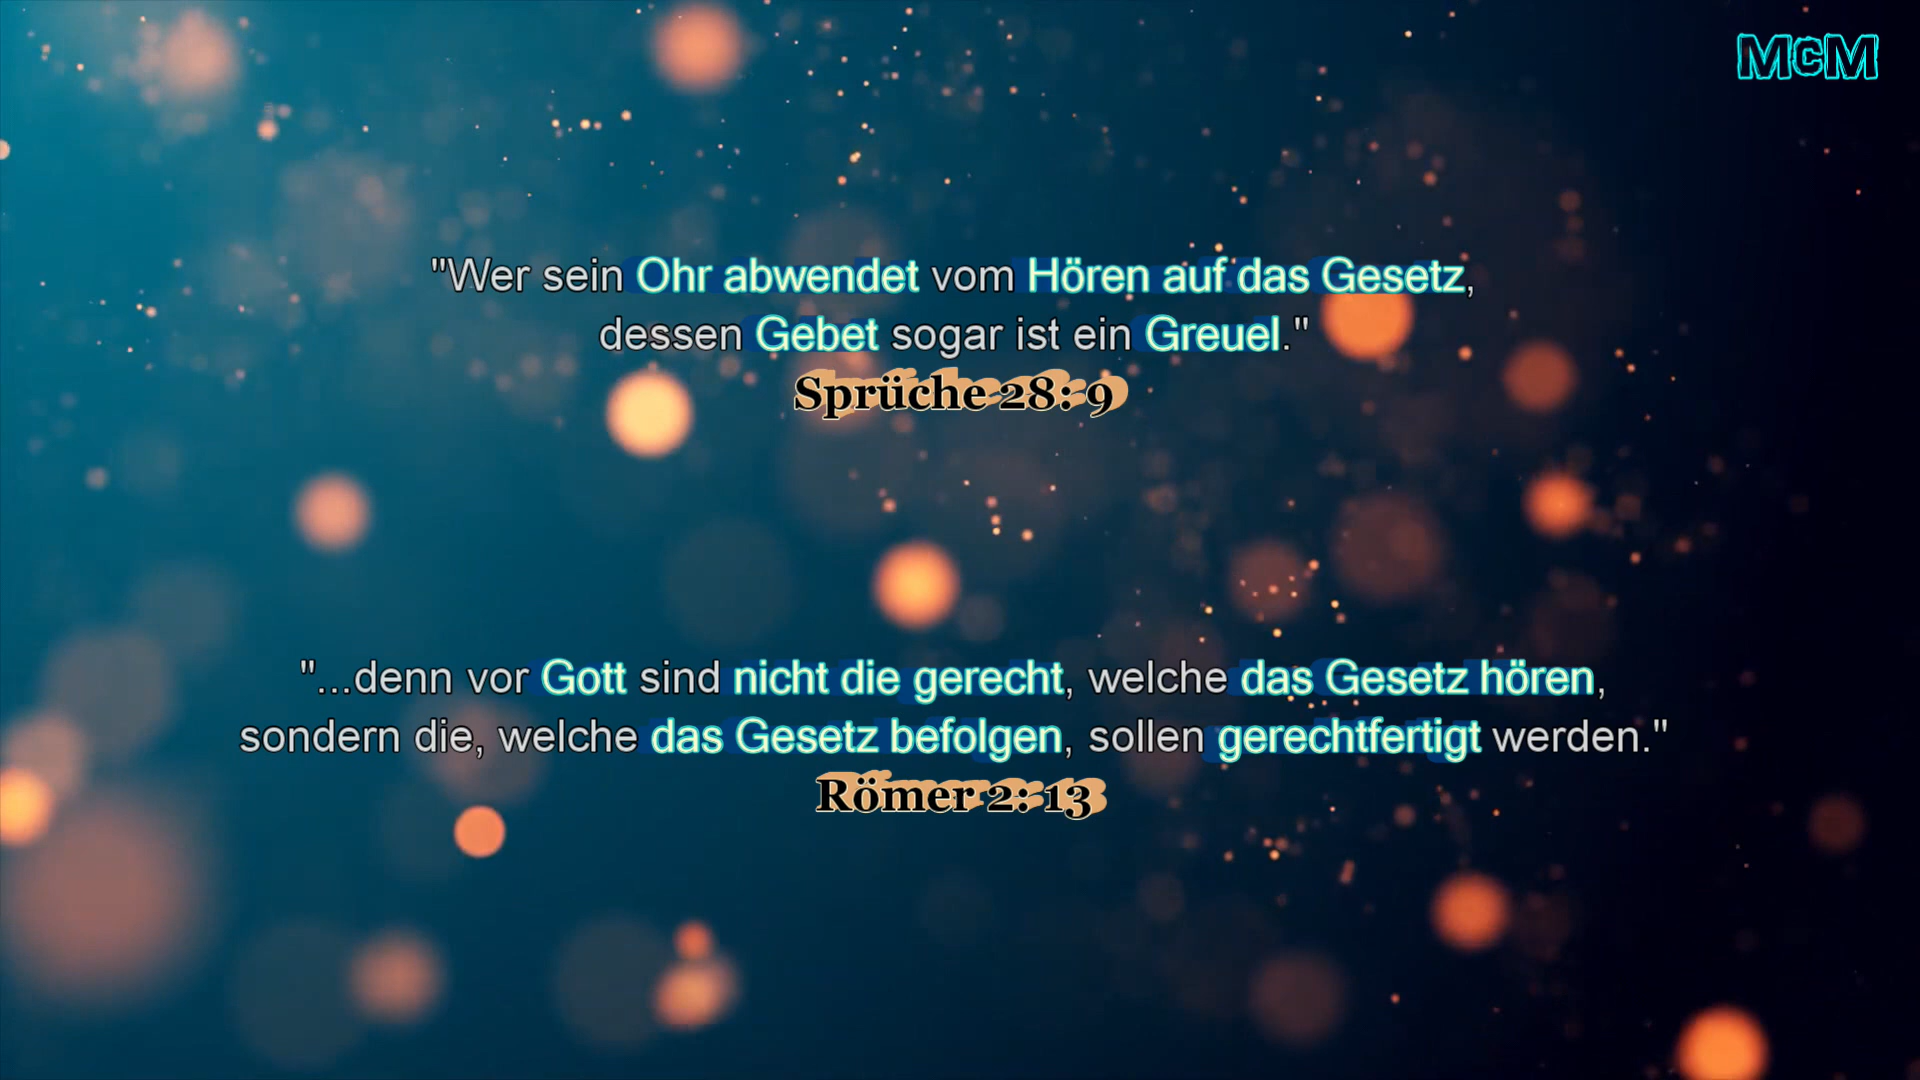 McM
"Wer sein Ohr abwendet vom Hören auf das Gesetz,
dessen Gebet sogar ist ein Greuel."
Sprüche 28: 9
"...denn vor Gott sind nicht die gerecht, welche das Gesetz hören,
sondern die, welche das Gesetz befolgen, sollen gerechtfertigt werden."
Römer 2: 13